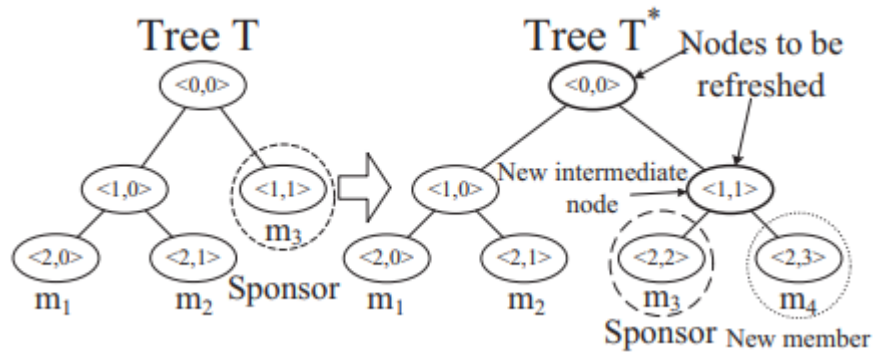 Tree T
<0,0>
<1,0>
<1,1>
m3
<2,0>
<2,1>
m1
m2
Sponsor
Tree T*
Nodes to be
refreshed
<0,0>
New intermediate
node
<1,0>
<1,1>
<2,0>
<2,1>
<2,2>
<2,3>
m1
m2
m3
m4
Sponsor
New member